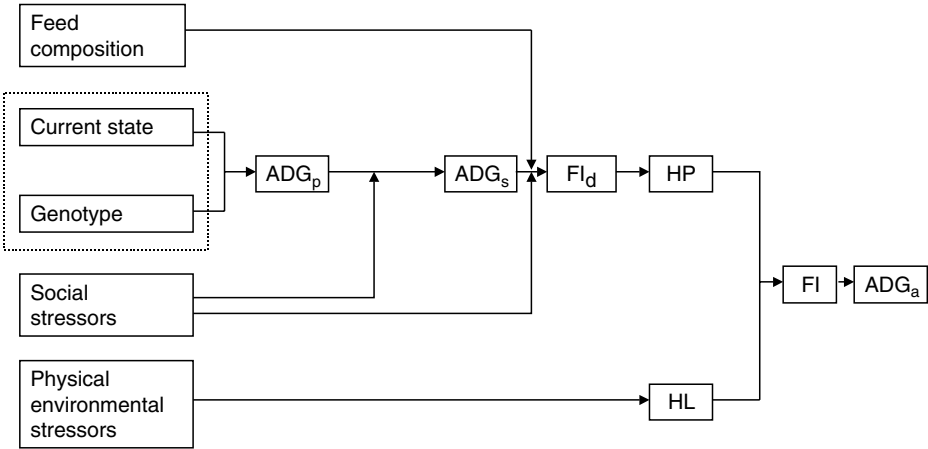 Feed
composition
Current state
Genotype
ADGp
ADGs
FId
HP
Social
stressors
FI
ADGa
Physical
environmental
stressors
HL